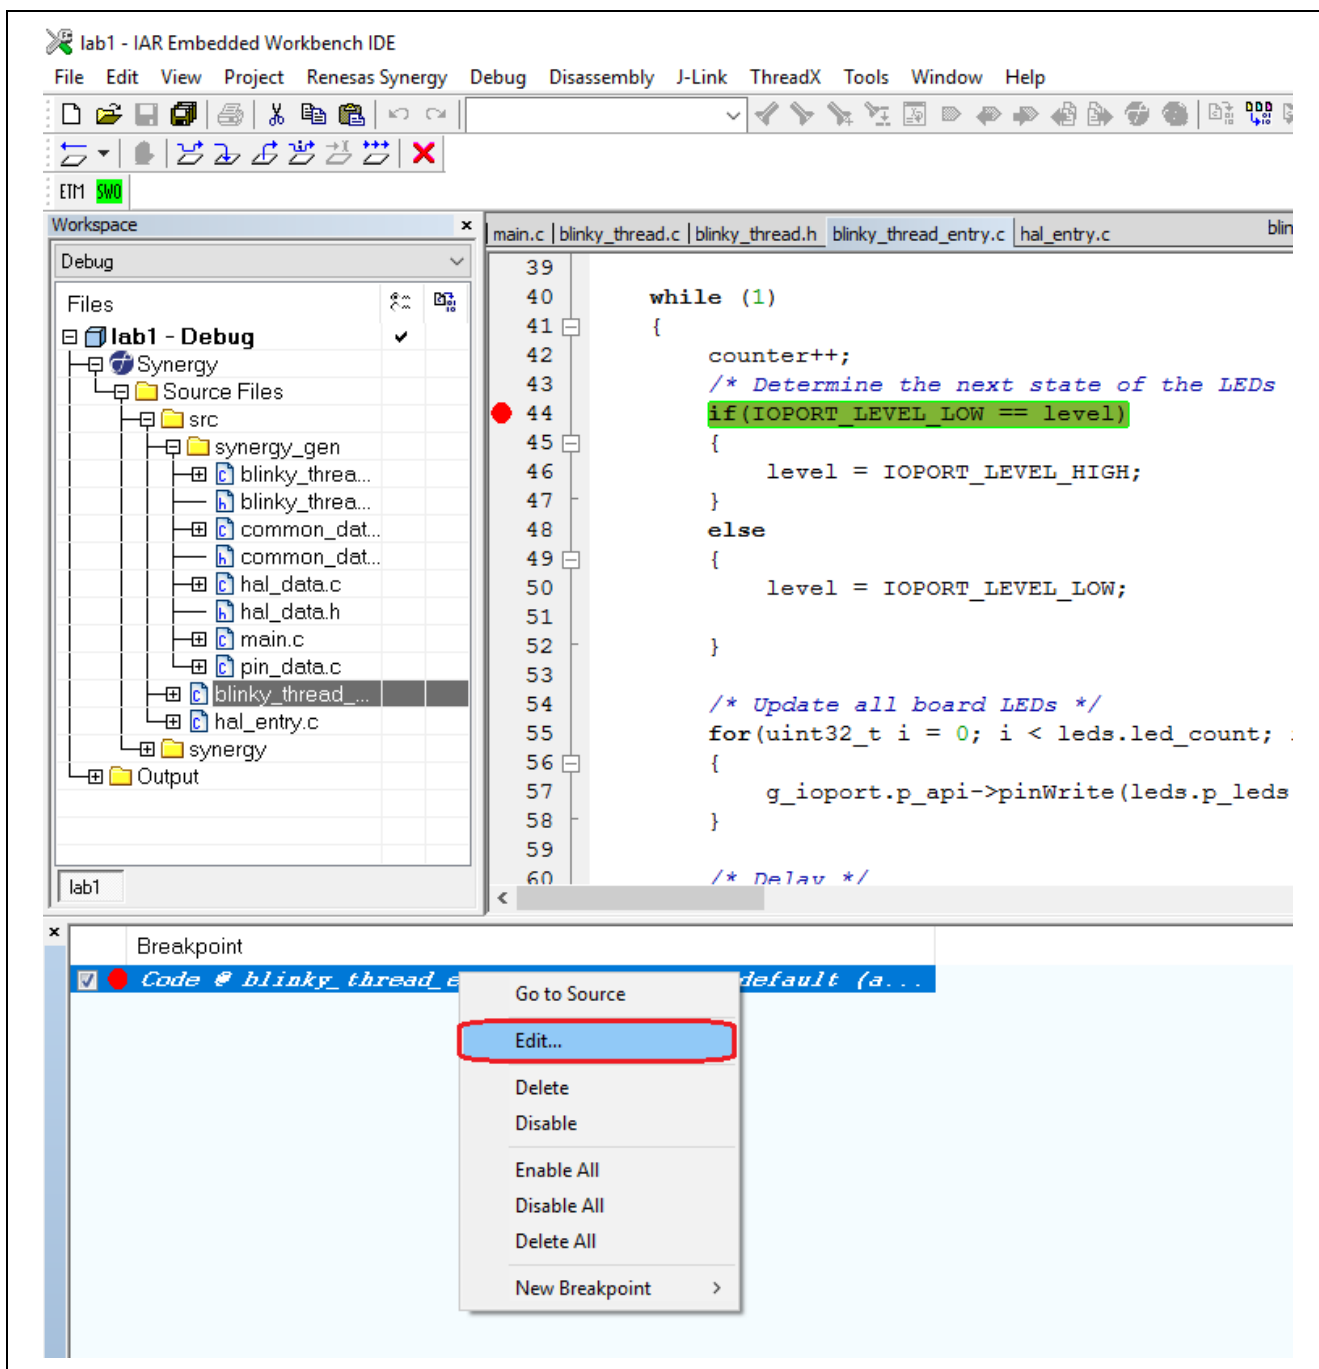 lab1 - IAR Embedded Workbench IDE
File Edit View Project Renesas Synergy Debug Disassembly J-Link ThreadX Tools Window Help
ETM SWO
Workspace
main.c blinky_thread.c blinky_thread.h blinky_thread_entry.c hal_entry.c blin
Debug
Files
lab1 - Debug
Synergy
Source Files
src
synergy_gen
blinky_threa...
blinky_threa...
common_dat...
common_dat...
hal_data.c
hal_data.h
main.c
pin_data.c
blinky_thread_...
hal_entry.c
synergy
Output
lab1
39
40 while (1)
41 {
42 counter++;
43 /* Determine the next state of the LEDs
44 if(IOPORT_LEVEL_LOW == level)
45 {
46 level = IOPORT_LEVEL_HIGH;
47 }
48 else
49 {
50 level = IOPORT_LEVEL_LOW;
51
52 }
53
54 /* Update all board LEDs */
55 for(uint32_t i = 0; i < leds.led_count;
56 {
57 g_ioport.p_api->pinWrite(leds.p_leds
58 }
59
60 /* Delay */
Breakpoint
Code @ blinky_thread_e default (a...
Go to Source
Edit...
Delete
Disable
Enable All
Disable All
Delete All
New Breakpoint >